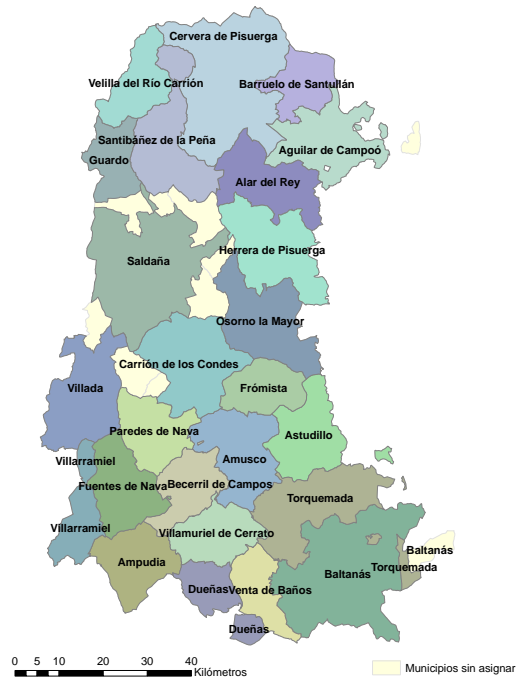 Cervera de Pisuerga
Velilla del Río Carrión
Barruelo de Santullán
Santibáñez de la Peña
Aguilar de Campoó
Guardo
Alar del Rey
Herrera de Pisuerga
Saldaña
Osorno la Mayor
Carrión de los Condes
Villada
Frómista
Paredes de Nava
Astudillo
Villarramiel
Amusco
Fuentes de Nava
Becerril de Campos
Torquemada
Villarramiel
Villamuriel de Cerrato
Baltanás
Ampudia
Torquemada
Baltanás
Dueñas
Venta de Baños
Dueñas
0 5 10 20 30 40
Kilómetros
Municipios sin asignar